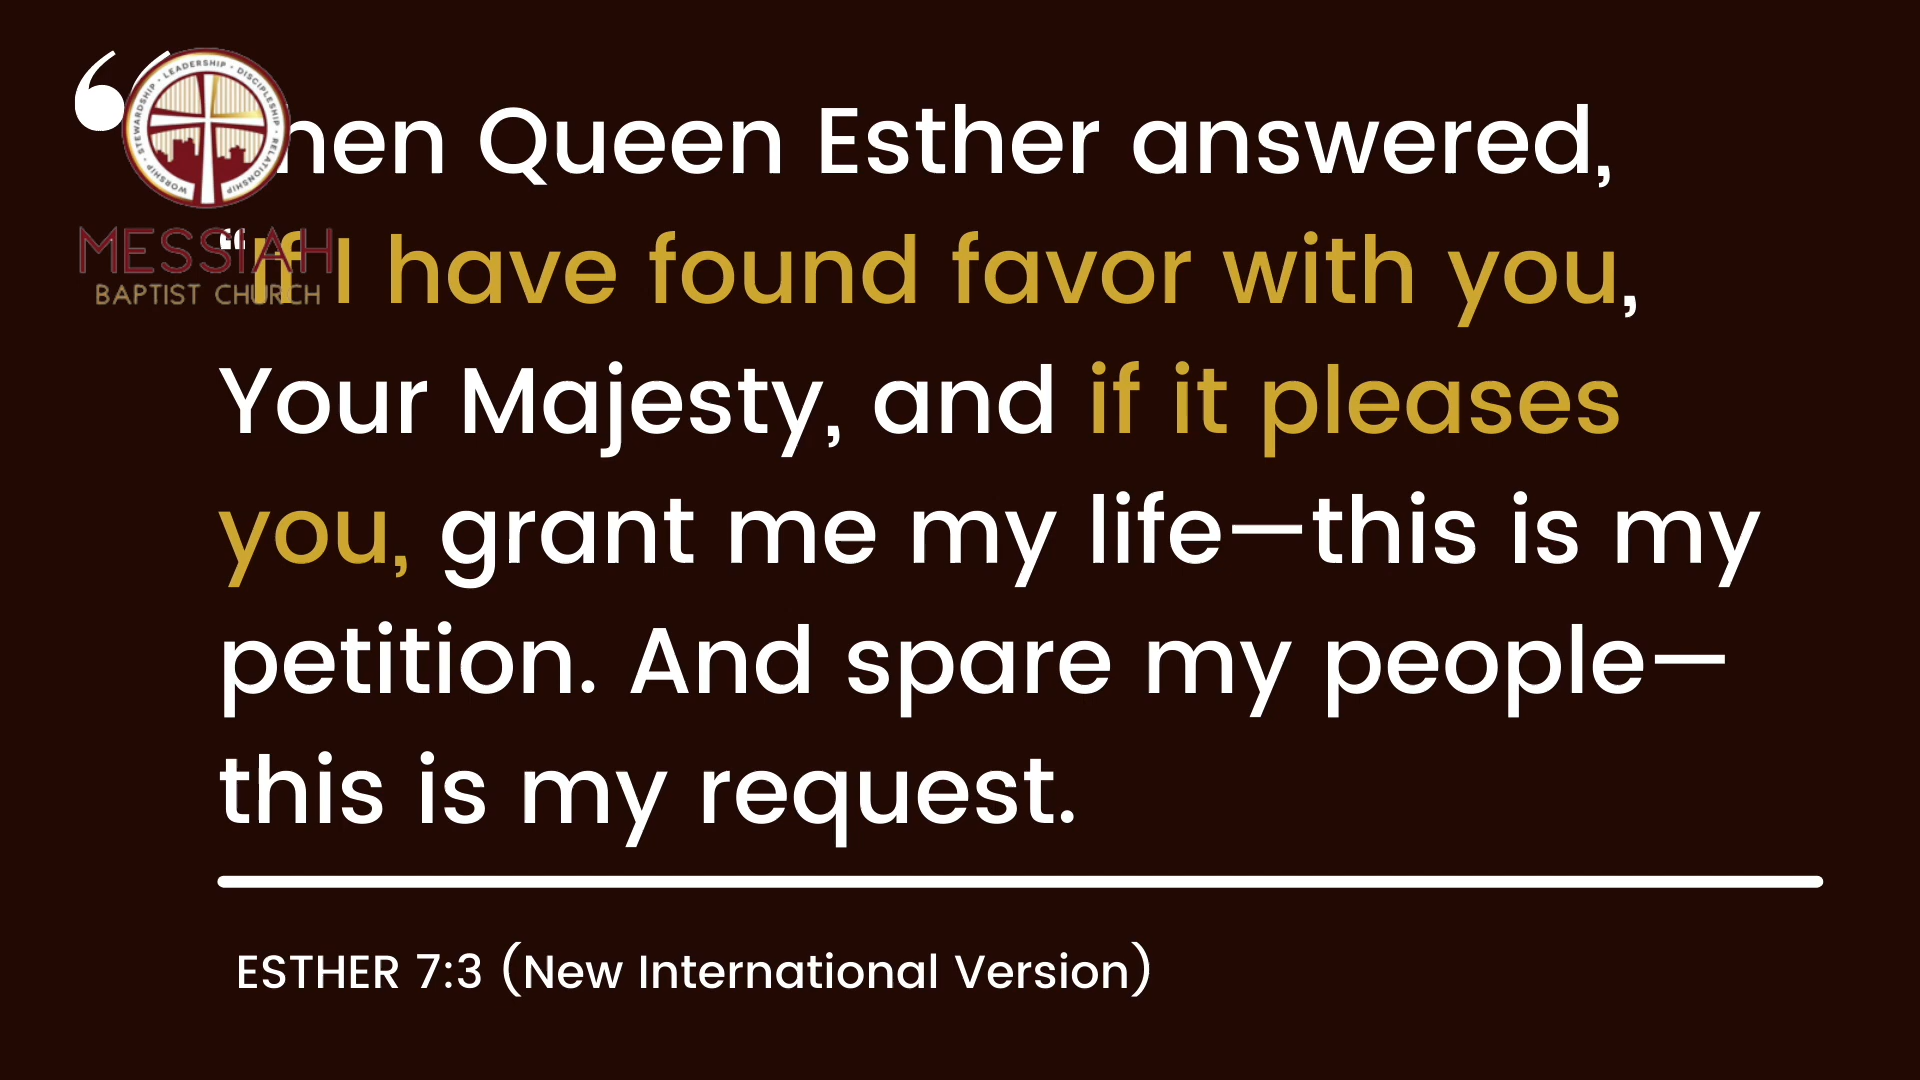 LEADERSHIP · DISCIPLESHIP · RELATIONSHIP
WORSHIP · STEWARDSHIP
MESSIAH
BAPTIST CHURCH
hen Queen Esther answered,
“If I have found favor with you,
Your Majesty, and if it pleases
you, grant me my life—this is my
petition. And spare my people—
this is my request.
ESTHER 7:3 (New International Version)